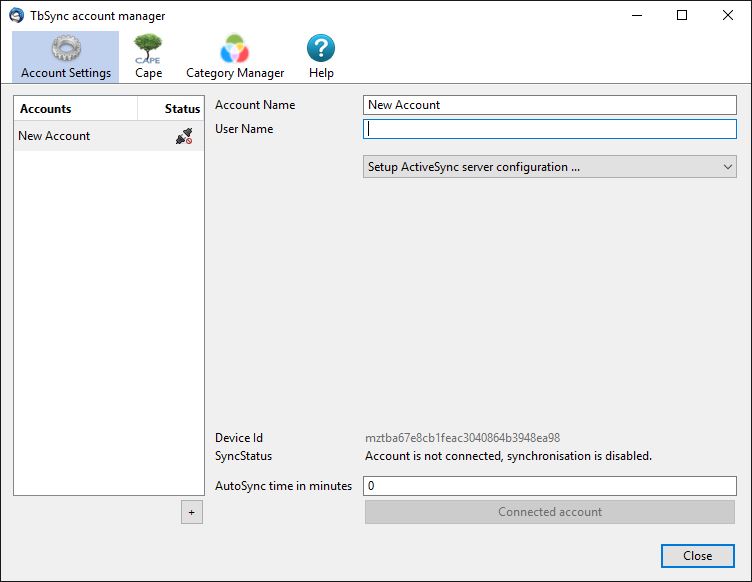 TbSync account manager
Account Settings
CAPE
Cape
Category Manager
?
Help
Accounts Status
New Account
Account Name New Account
User Name
Setup ActiveSync server configuration ...
Device Id mztba67e8cb1feac3040864b3948ea98
SyncStatus Account is not connected, synchronisation is disabled.
AutoSync time in minutes 0
+
Connected account
Close